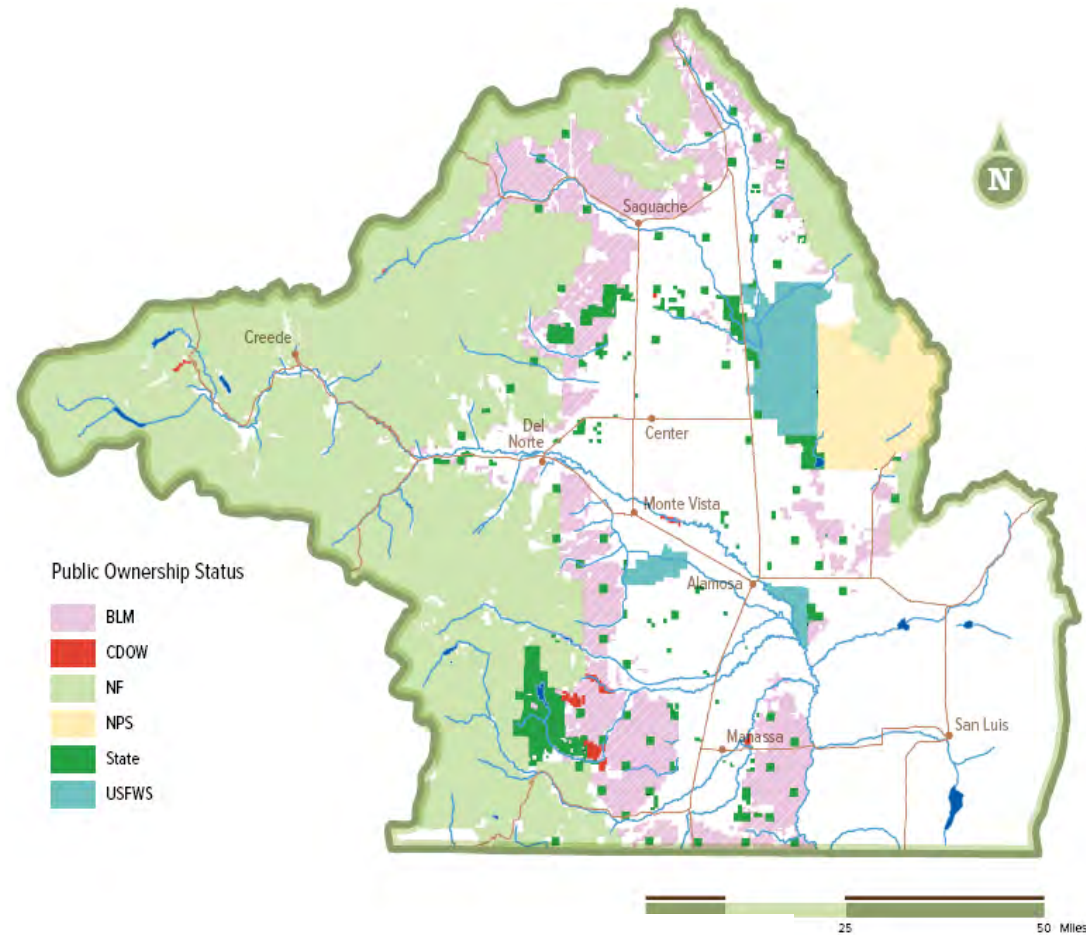 N
Saguache
Creede
Del
Norte
Center
Monte Vista
Alamosa
Manassa
San Luis
Public Ownership Status
BLM
CDOW
NF
NPS
State
USFWS
25
50 Miles